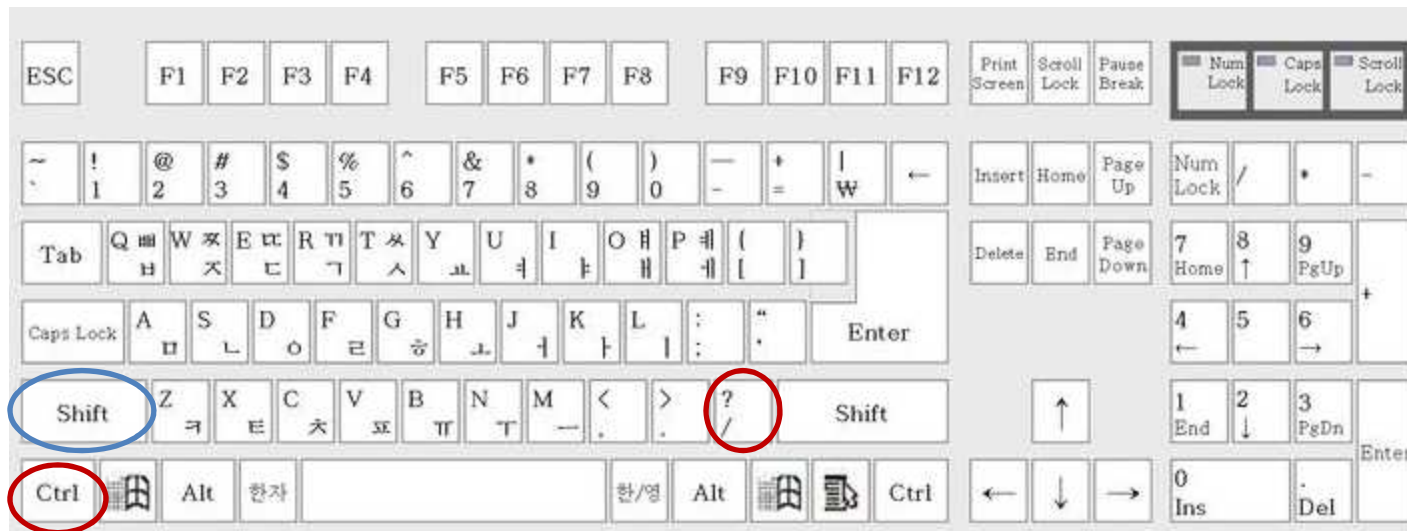 ESC F1 F2 F3 F4 F5 F6 F7 F8 F9 F10 F11 F12 Print Screen Scroll Lock Pause Break Num Lock Caps Lock Scroll Lock
~ ` ! 1 @ 2 # 3 $ 4 % 5 ^ 6 & 7 * 8 ( 9 ) 0 — - + = | ₩ ← Insert Home Page Up Num Lock / * -
Tab Q ㅃ ㅂ W ㅉ ㅈ E ㄸ ㄷ R ㄲ ㄱ T ㅆ ㅅ Y ㅛ U ㅕ I ㅑ O ㅒ ㅐ P ㅖ ㅔ { [ } ] Delete End Page Down 7 Home 8 ↑ 9 PgUp +
Caps Lock A ㅁ S ㄴ D ㅇ F ㄹ G ㅎ H ㅗ J ㅓ K ㅏ L ㅣ : ; “ ' Enter 4 ← 5 6 →
Shift Z ㅋ X ㅌ C ㅊ V ㅍ B ㅠ N ㅜ M ㅡ < , > . ? / Shift ↑ 1 End 2 ↓ 3 PgDn Enter
Ctrl Alt 한자 한/영 Alt Ctrl ← ↓ → 0 Ins . Del